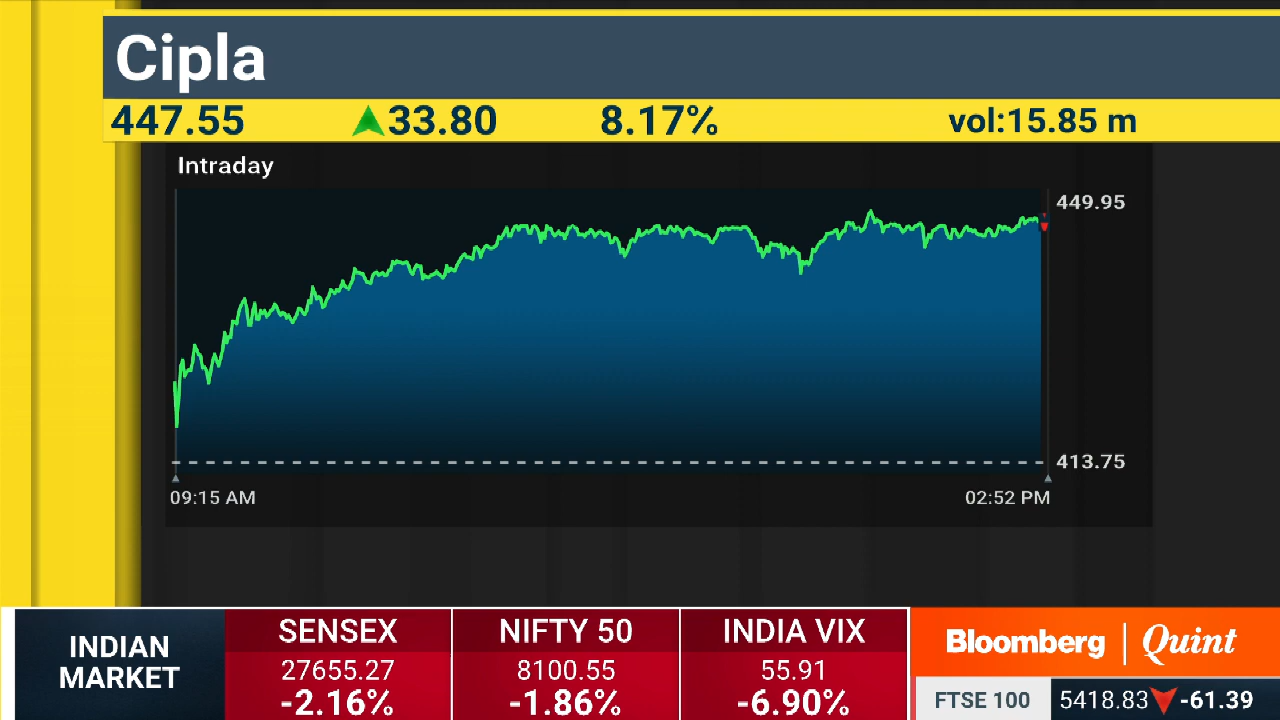 Cipla
447.55 33.80 8.17% vol:15.85 m
Intraday
449.95
413.75
09:15 AM 02:52 PM
INDIAN
MARKET
SENSEX
27655.27
-2.16%
NIFTY 50
8100.55
-1.86%
INDIA VIX
55.91
-6.90%
Bloomberg | Quint
FTSE 100 5418.83 -61.39